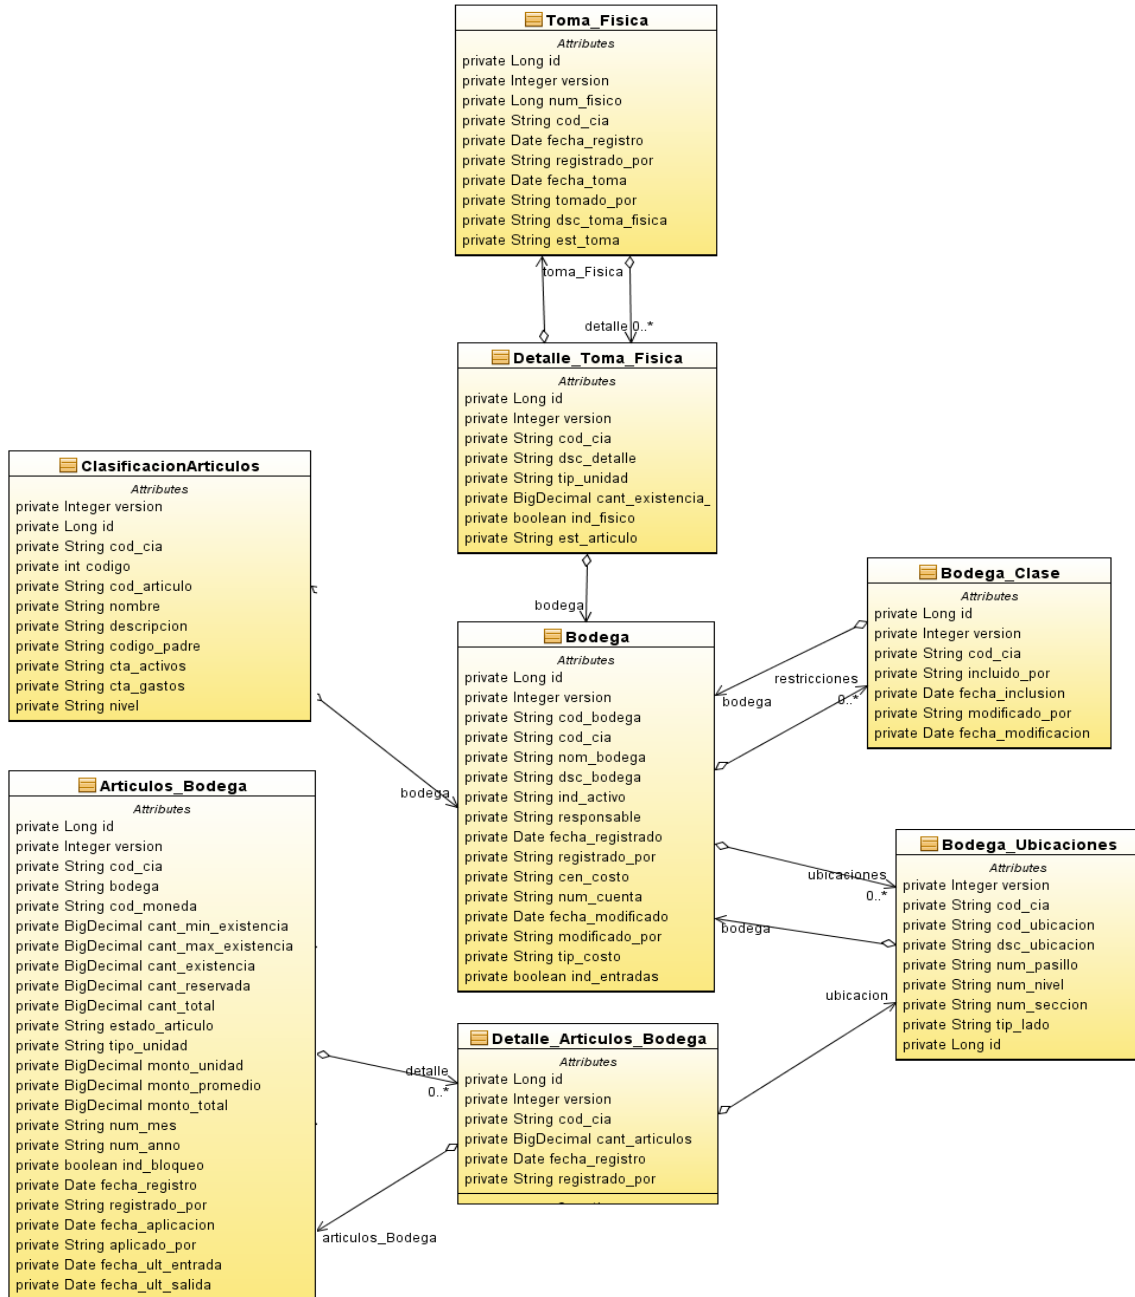 Toma_Fisica
Attributes
private Long id
private Integer version
private Long num_fisico
private String cod_cia
private Date fecha_registro
private String registrado_por
private Date fecha_toma
private String tomado_por
private String dsc_toma_fisica
private String est_toma
toma_Fisica
detalle 0..*
Detalle_Toma_Fisica
Attributes
private Long id
private Integer version
private String cod_cia
private String dsc_detalle
private String tip_unidad
private BigDecimal cant_existencia_
private boolean ind_fisico
private String est_articulo
bodega
ClasificacionArticulos
Attributes
private Integer version
private Long id
private String cod_cia
private int codigo
private String cod_articulo
private String nombre
private String descripcion
private String codigo_padre
private String cta_activos
private String cta_gastos
private String nivel
bodega
Bodega
Attributes
private Long id
private Integer version
private String cod_bodega
private String cod_cia
private String nom_bodega
private String dsc_bodega
private String ind_activo
private String responsable
private Date fecha_registrado
private String registrado_por
private String cen_costo
private String num_cuenta
private Date fecha_modificado
private String modificado_por
private String tip_costo
private boolean ind_entradas
restricciones
0..*
bodega
Bodega_Clase
Attributes
private Long id
private Integer version
private String cod_cia
private String incluido_por
private Date fecha_inclusion
private String modificado_por
private Date fecha_modificacion
ubicaciones
0..*
bodega
ubicacion
Bodega_Ubicaciones
Attributes
private Integer version
private String cod_cia
private String cod_ubicacion
private String dsc_ubicacion
private String num_pasillo
private String num_nivel
private String num_seccion
private String tip_lado
private Long id
Articulos_Bodega
Attributes
private Long id
private Integer version
private String cod_cia
private String bodega
private String cod_moneda
private BigDecimal cant_min_existencia
private BigDecimal cant_max_existencia
private BigDecimal cant_existencia
private BigDecimal cant_reservada
private BigDecimal cant_total
private String estado_articulo
private String tipo_unidad
private BigDecimal monto_unidad
private BigDecimal monto_promedio
private BigDecimal monto_total
private String num_mes
private String num_anno
private boolean ind_bloqueo
private Date fecha_registro
private String registrado_por
private Date fecha_aplicacion
private String aplicado_por
private Date fecha_ult_entrada
private Date fecha_ult_salida
detalle
0..*
articulos_Bodega
Detalle_Articulos_Bodega
Attributes
private Long id
private Integer version
private String cod_cia
private BigDecimal cant_articulos
private Date fecha_registro
private String registrado_por